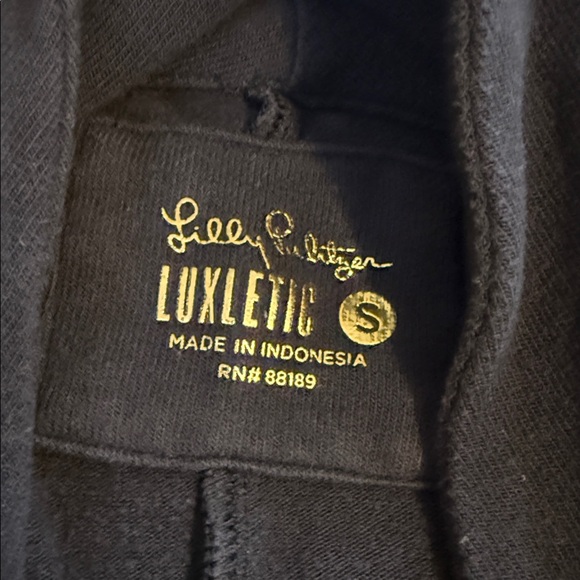 Lilly Pulitzer
LUXLETIC S
MADE IN INDONESIA
RN# 88189